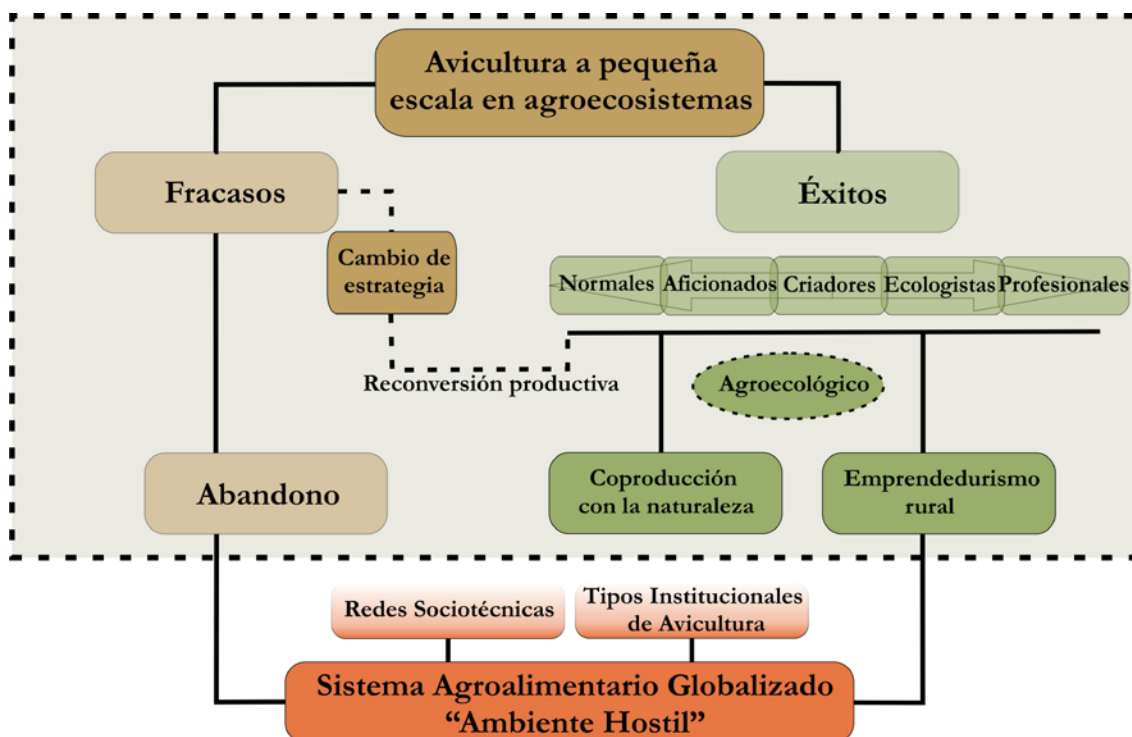 Avicultura a pequeña
escala en agroecosistemas
Fracasos
Éxitos
Cambio de
estrategia
Normales
Aficionados
Criadores
Ecologistas
Profesionales
Reconversión productiva
Agroecológico
Abandono
Coproducción
con la naturaleza
Emprendedurismo
rural
Redes Sociotécnicas
Tipos Institucionales
de Avicultura
Sistema Agroalimentario Globalizado
“Ambiente Hostil”